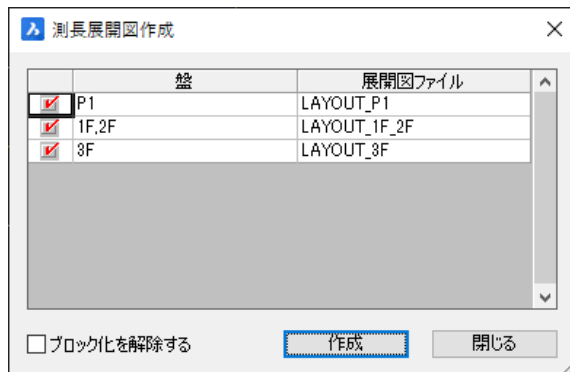 測長展開図作成
盤 展開図ファイル
P1 LAYOUT_P1
1F,2F LAYOUT_1F_2F
3F LAYOUT_3F
ブロック化を解除する 作成 閉じる